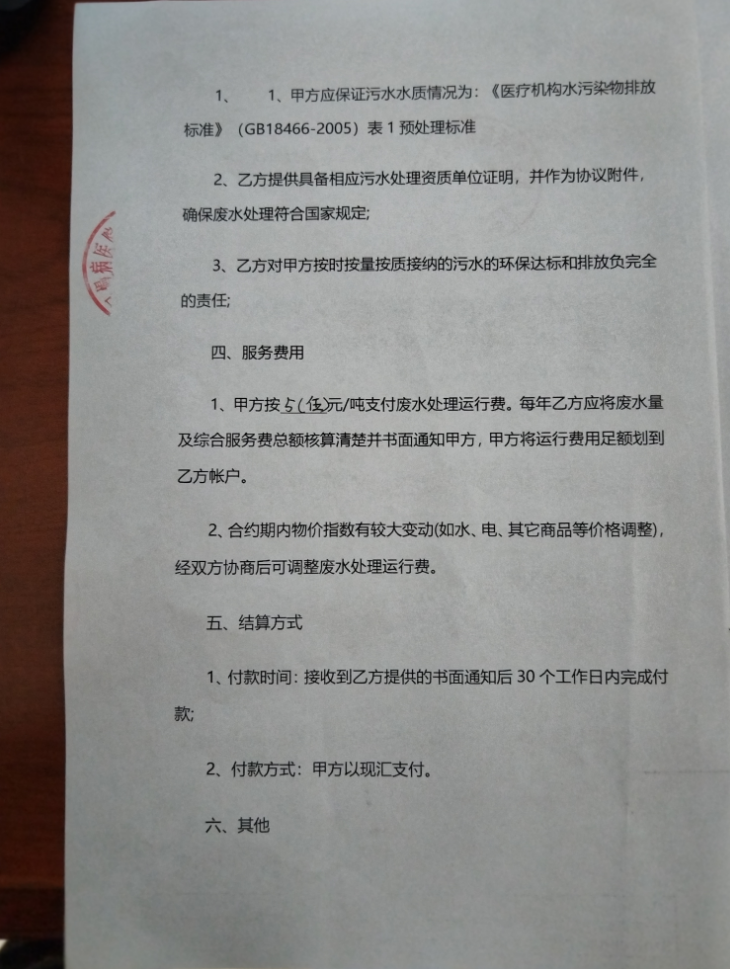 1、 1、甲方应保证污水水质情况为：《医疗机构水污染物排放
标准》（GB18466-2005）表 1 预处理标准
2、乙方提供具备相应污水处理资质单位证明，并作为协议附件，
确保废水处理符合国家规定;
3、乙方对甲方按时按量按质接纳的污水的环保达标和排放负完全
的责任;
四、服务费用
1、甲方按 5(伍)元/吨支付废水处理运行费。每年乙方应将废水量
及综合服务费总额核算清楚并书面通知甲方，甲方将运行费用足额划到
乙方帐户。
2、合约期内物价指数有较大变动(如水、电、其它商品等价格调整)，
经双方协商后可调整废水处理运行费。
五、结算方式
1、付款时间：接收到乙方提供的书面通知后 30 个工作日内完成付
款;
2、付款方式：甲方以现汇支付。
六、其他